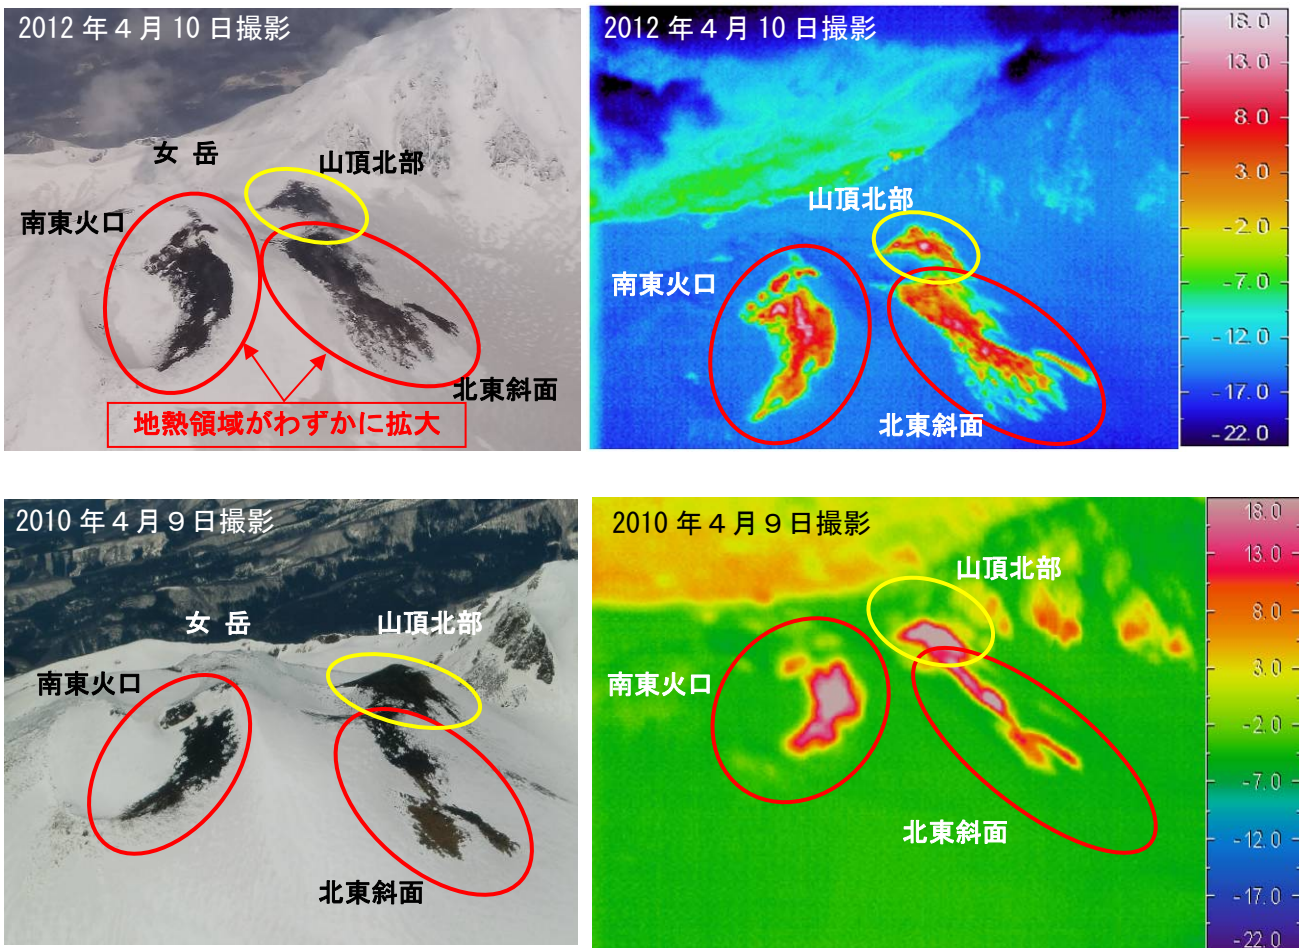 2012年4月10日撮影
女 岳
山頂北部
南東火口
北東斜面
地熱領域がわずかに拡大
2012年4月10日撮影
山頂北部
南東火口
北東斜面
18.0
13.0
8.0
3.0
-2.0
-7.0
-12.0
-17.0
-22.0
2010年4月9日撮影
女 岳
山頂北部
南東火口
北東斜面
2010年4月9日撮影
山頂北部
南東火口
北東斜面
18.0
13.0
8.0
3.0
-2.0
-7.0
-12.0
-17.0
-22.0